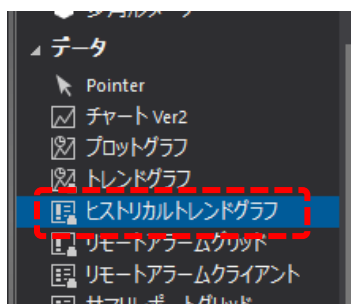 データ
Pointer
チャート Ver2
プロットグラフ
トレンドグラフ
ヒストリカルトレンドグラフ
リモートアラームグリッド
リモートアラームクライアント